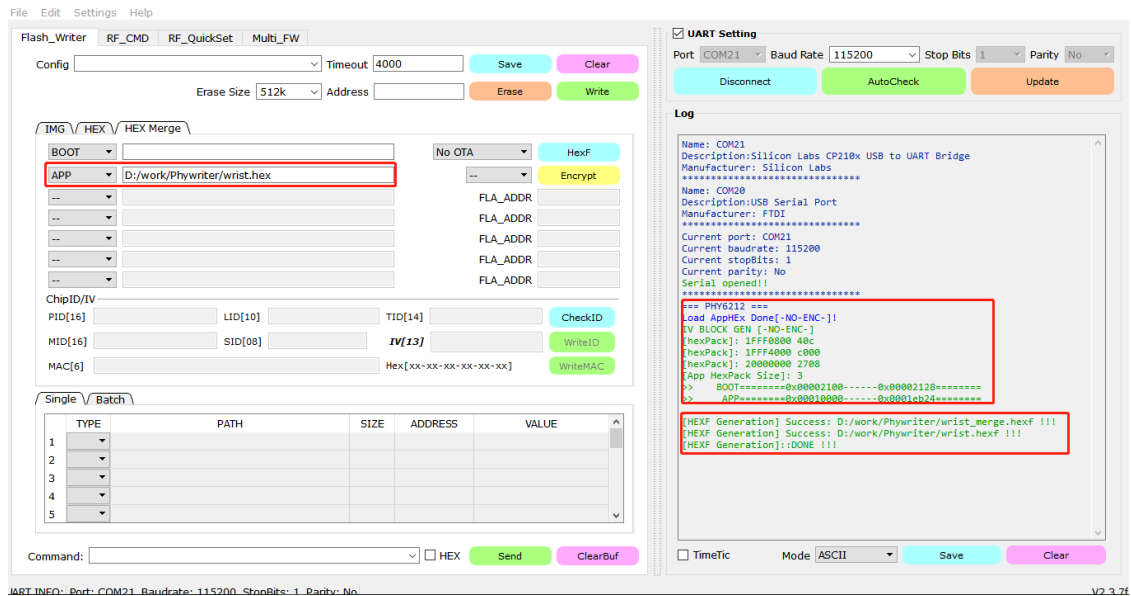 File Edit Settings Help
Flash_Writer RF_CMD RF_QuickSet Multi_FW
Config Timeout 4000 Save Clear
Erase Size 512k Address Erase Write
IMG HEX HEX Merge
BOOT No OTA HexF
APP D:/work/Phywriter/wrist.hex -- Encrypt
-- FLA_ADDR
-- FLA_ADDR
-- FLA_ADDR
-- FLA_ADDR
-- FLA_ADDR
ChipID/IV
PID[16] LID[10] TID[14] CheckID
MID[16] SID[08] IV[13] WriteID
MAC[6] Hex[xx-xx-xx-xx-xx-xx] WriteMAC
Single Batch
TYPE PATH SIZE ADDRESS VALUE
1
2
3
4
5
Command: HEX Send ClearBuf
UART Setting
Port COM21 Baud Rate 115200 Stop Bits 1 Parity No
Disconnect AutoCheck Update
Log
Name: COM21
Description:Silicon Labs CP210x USB to UART Bridge
Manufacturer: Silicon Labs
*******************************
Name: COM20
Description:USB Serial Port
Manufacturer: FTDI
*******************************
Current port: COM21
Current baudrate: 115200
Current stopBits: 1
Current parity: No
Serial opened!!
*******************************
=== PHY6212 ===
Load AppHEx Done[-NO-ENC-]!
IV BLOCK GEN [-NO-ENC-]
[hexPack]: 1FFF0800 40c
[hexPack]: 1FFF4000 c000
[hexPack]: 20000000 2708
[App HexPack Size]: 3
>> BOOT========0x00002100------0x00002128========
>> APP========0x00010000------0x0001eb24========
[HEXF Generation] Success: D:/work/Phywriter/wrist_merge.hexf !!!
[HEXF Generation] Success: D:/work/Phywriter/wrist.hexf !!!
[HEXF Generation]::DONE !!!
TimeTic Mode ASCII Save Clear
UART INFO: Port: COM21 Baudrate: 115200 StopBits: 1 Parity: No V2.3.7f